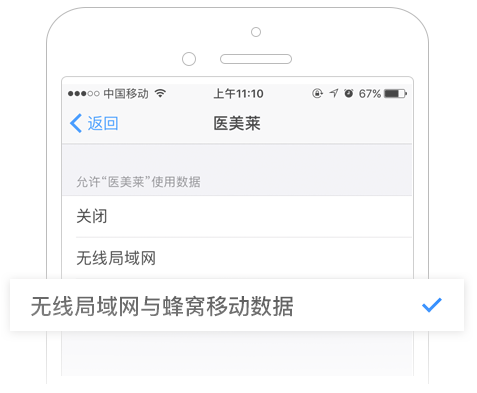 中国移动 上午11:10 67%
返回 医美莱
允许“医美莱”使用数据
关闭
无线局域网
无线局域网与蜂窝移动数据